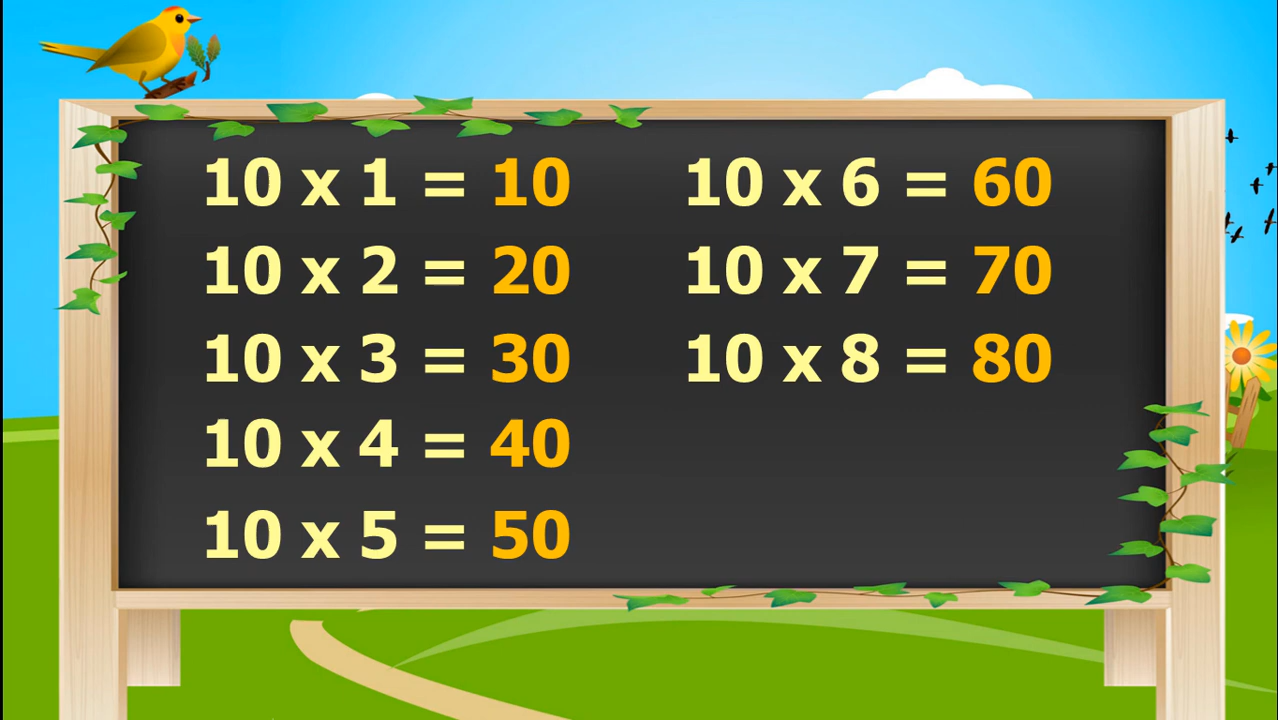 10 x 1 = 10
10 x 2 = 20
10 x 3 = 30
10 x 4 = 40
10 x 5 = 50
10 x 6 = 60
10 x 7 = 70
10 x 8 = 80